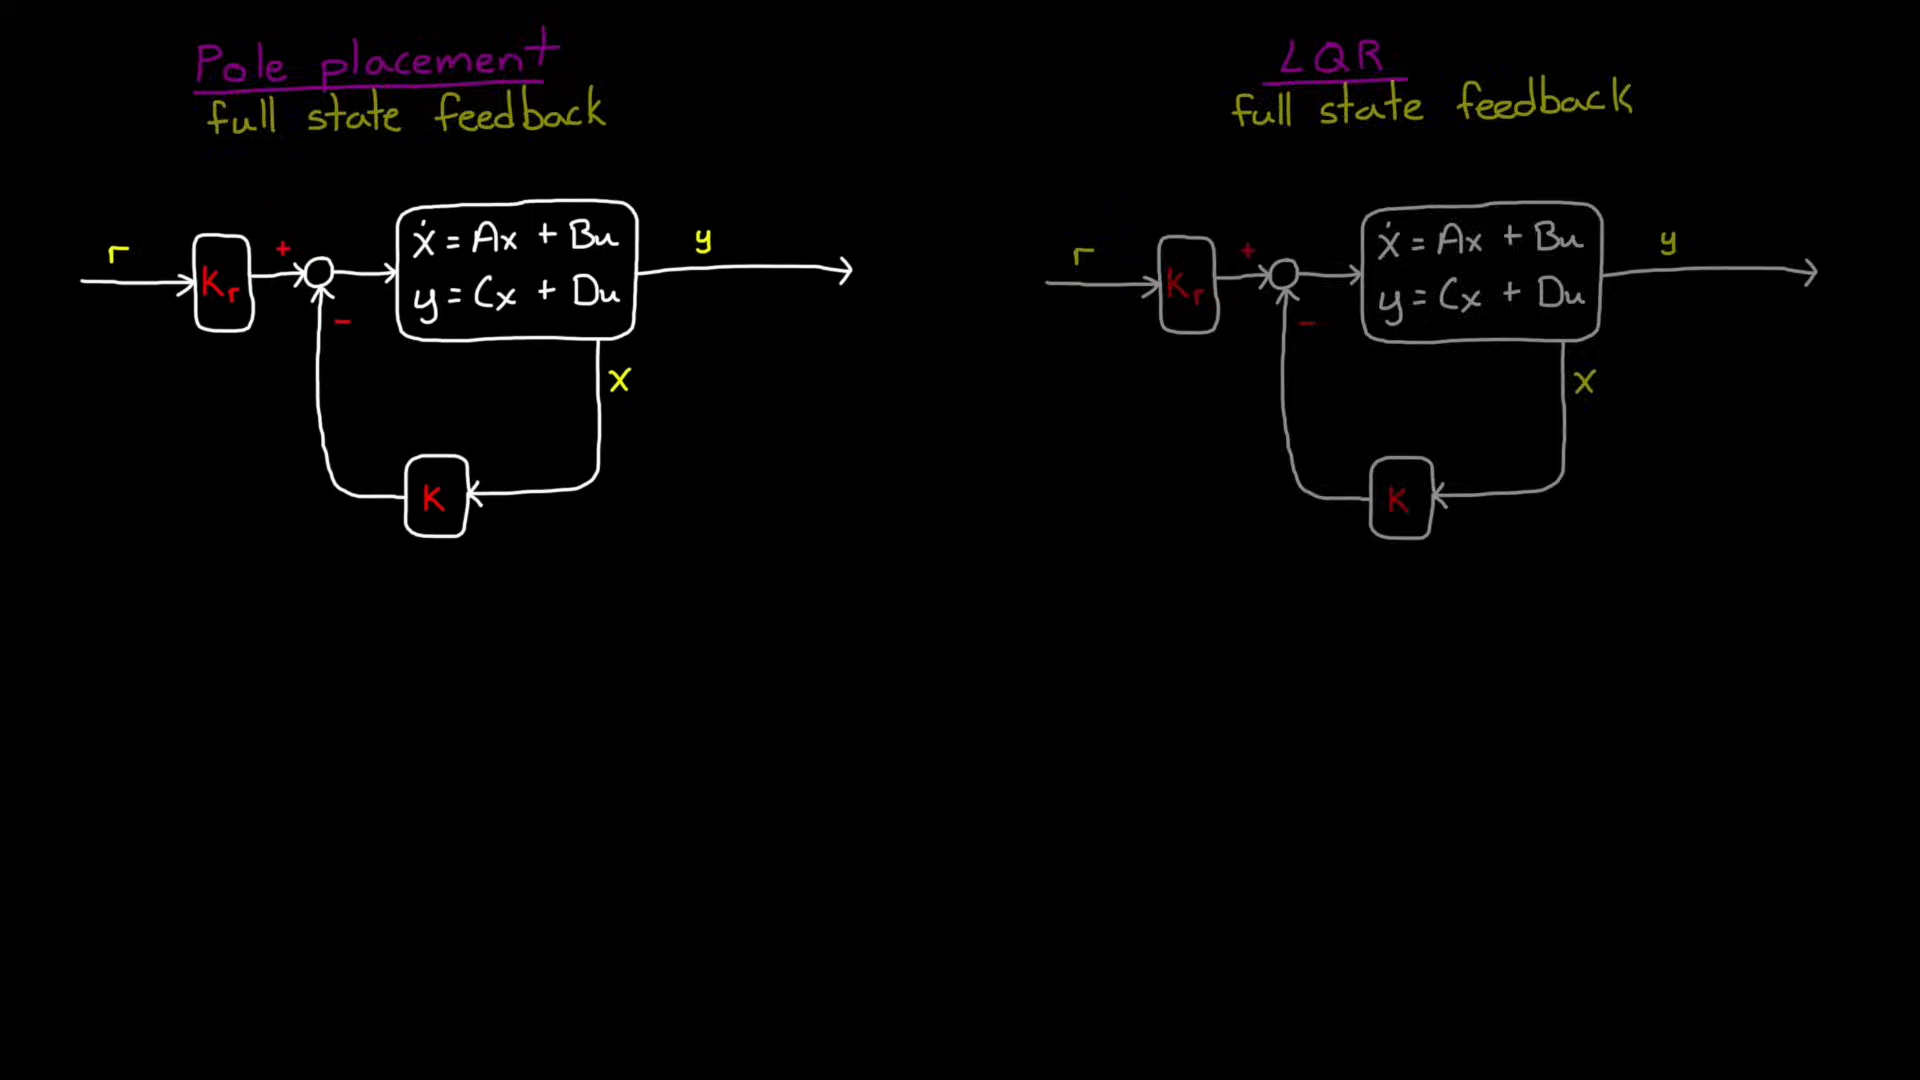 Pole placement
full state feedback
r
Kr
+
-
ẋ = Ax + Bu
y = Cx + Du
y
x
K
LQR
full state feedback
r
Kr
+
-
ẋ = Ax + Bu
y = Cx + Du
y
x
K